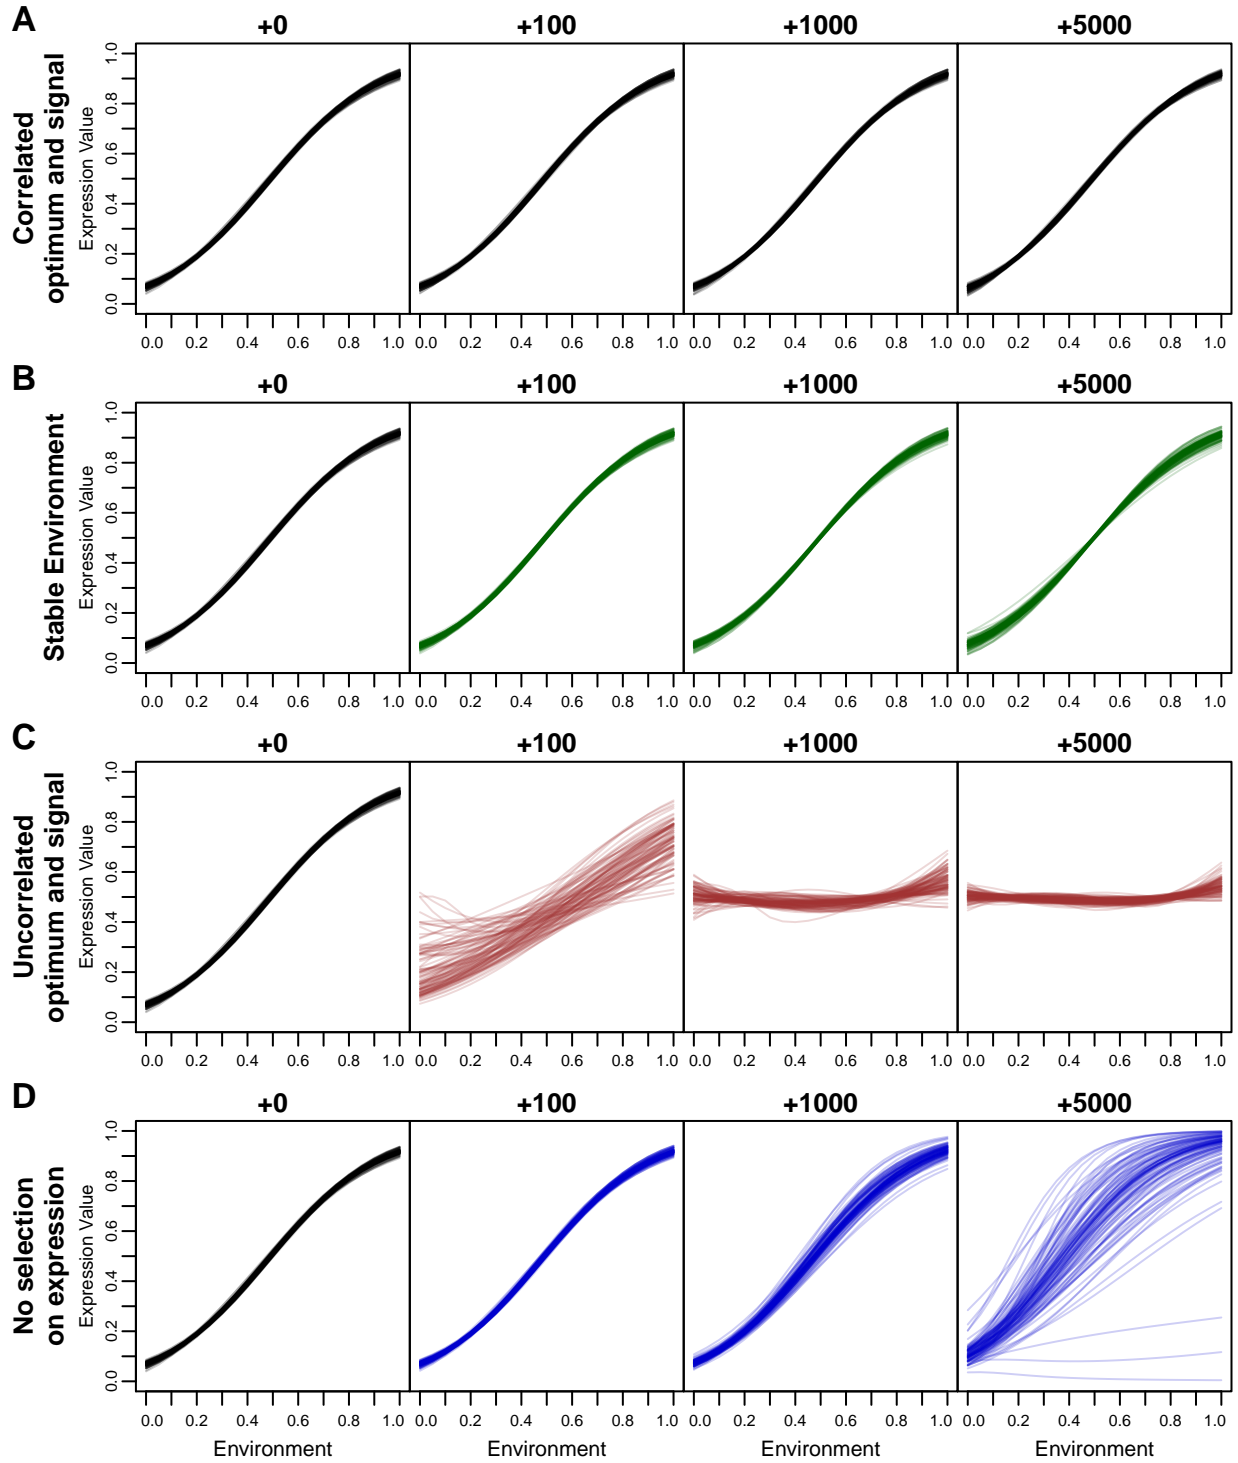 A
+0
+100
+1000
+5000
Correlated
optimum and signal
Expression Value
0.0 0.2 0.4 0.6 0.8 1.0
0.0 0.2 0.4 0.6 0.8 1.0
0.0 0.2 0.4 0.6 0.8 1.0
0.0 0.2 0.4 0.6 0.8 1.0
0.0 0.2 0.4 0.6 0.8 1.0
B
+0
+100
+1000
+5000
Stable Environment
Expression Value
0.0 0.2 0.4 0.6 0.8 1.0
0.0 0.2 0.4 0.6 0.8 1.0
0.0 0.2 0.4 0.6 0.8 1.0
0.0 0.2 0.4 0.6 0.8 1.0
0.0 0.2 0.4 0.6 0.8 1.0
C
+0
+100
+1000
+5000
Uncorrelated
optimum and signal
Expression Value
0.0 0.2 0.4 0.6 0.8 1.0
0.0 0.2 0.4 0.6 0.8 1.0
0.0 0.2 0.4 0.6 0.8 1.0
0.0 0.2 0.4 0.6 0.8 1.0
0.0 0.2 0.4 0.6 0.8 1.0
D
+0
+100
+1000
+5000
No selection
on expression
Expression Value
0.0 0.2 0.4 0.6 0.8 1.0
0.0 0.2 0.4 0.6 0.8 1.0
0.0 0.2 0.4 0.6 0.8 1.0
0.0 0.2 0.4 0.6 0.8 1.0
0.0 0.2 0.4 0.6 0.8 1.0
Environment
Environment
Environment
Environment